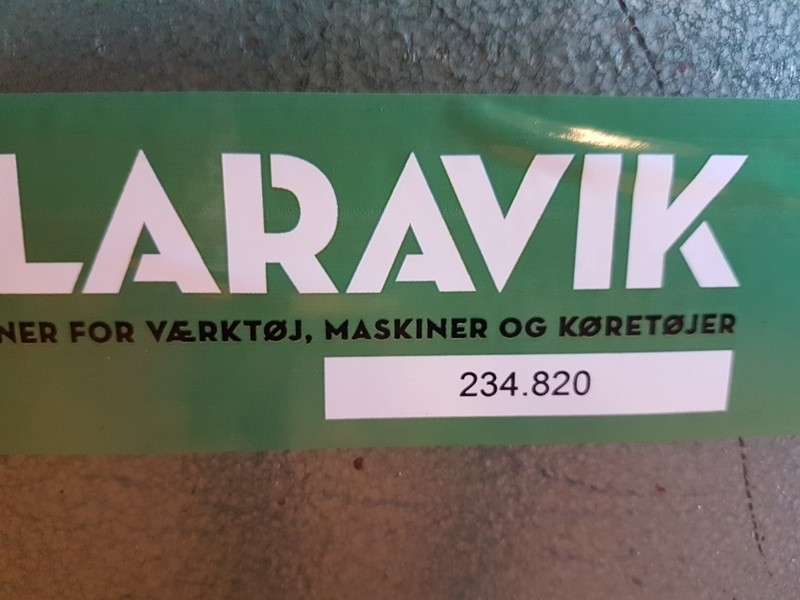 LARAVIK
NER FOR VÆRKTØJ, MASKINER OG KØRETØJER
234.820